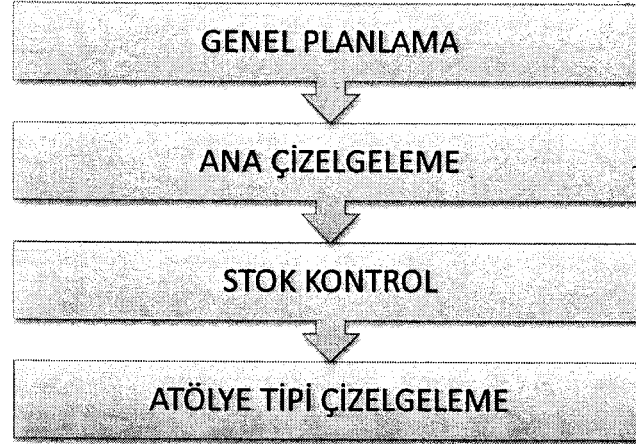 GENEL PLANLAMA
ANA ÇİZELGELEME
STOK KONTROL
ATÖLYE TİPİ ÇİZELGELEME